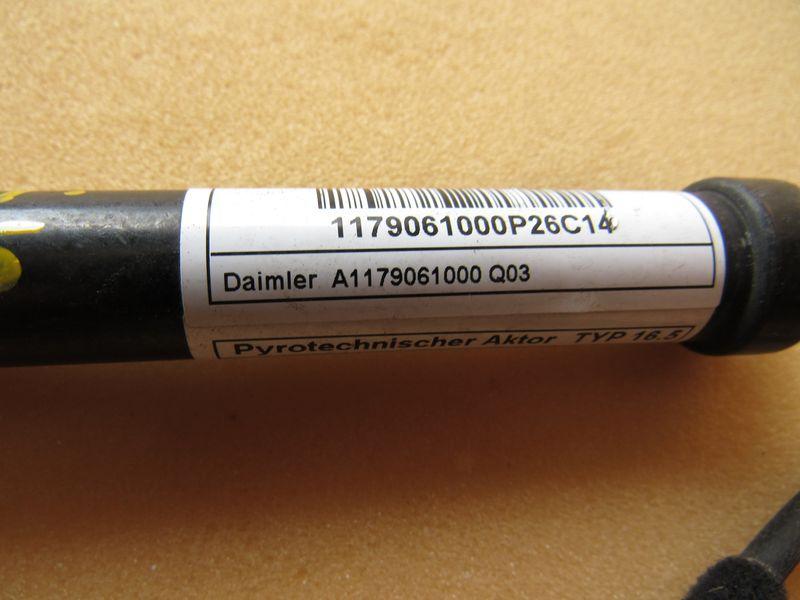 1179061000P26C14
Daimler A1179061000 Q03
Pyrotechnischer Aktor TYP 16.5